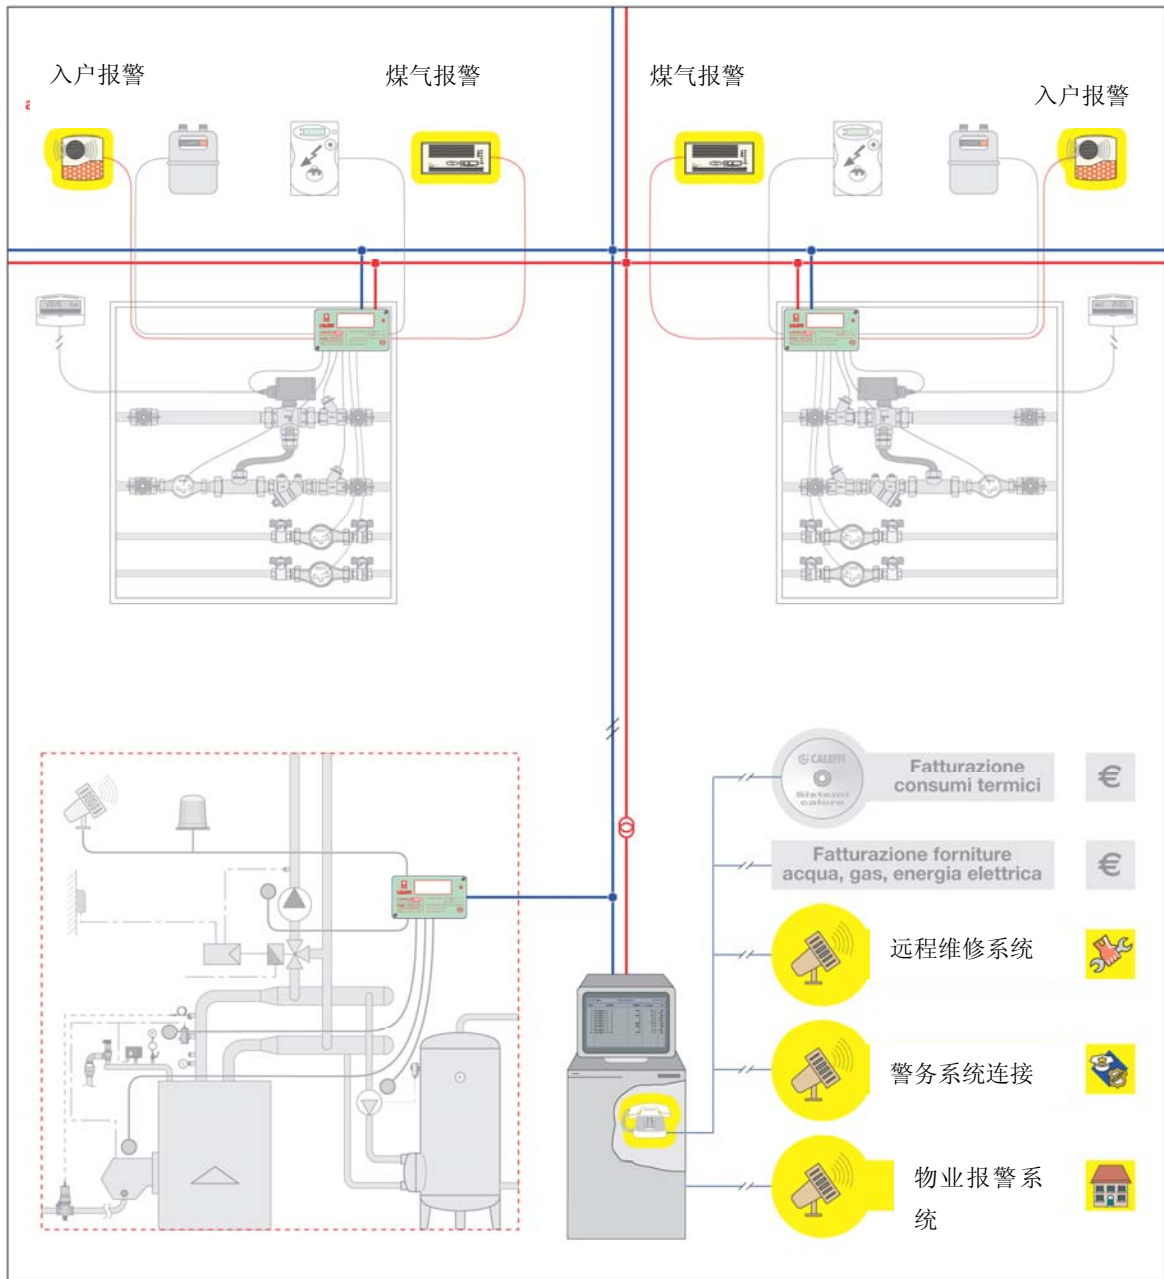 入户报警
煤气报警
煤气报警
入户报警
CALEFFI
Sistemi
calore
Fatturazione
consumi termici
€
Fatturazione forniture
acqua, gas, energia elettrica
€
远程维修系统
警务系统连接
物业报警系
统